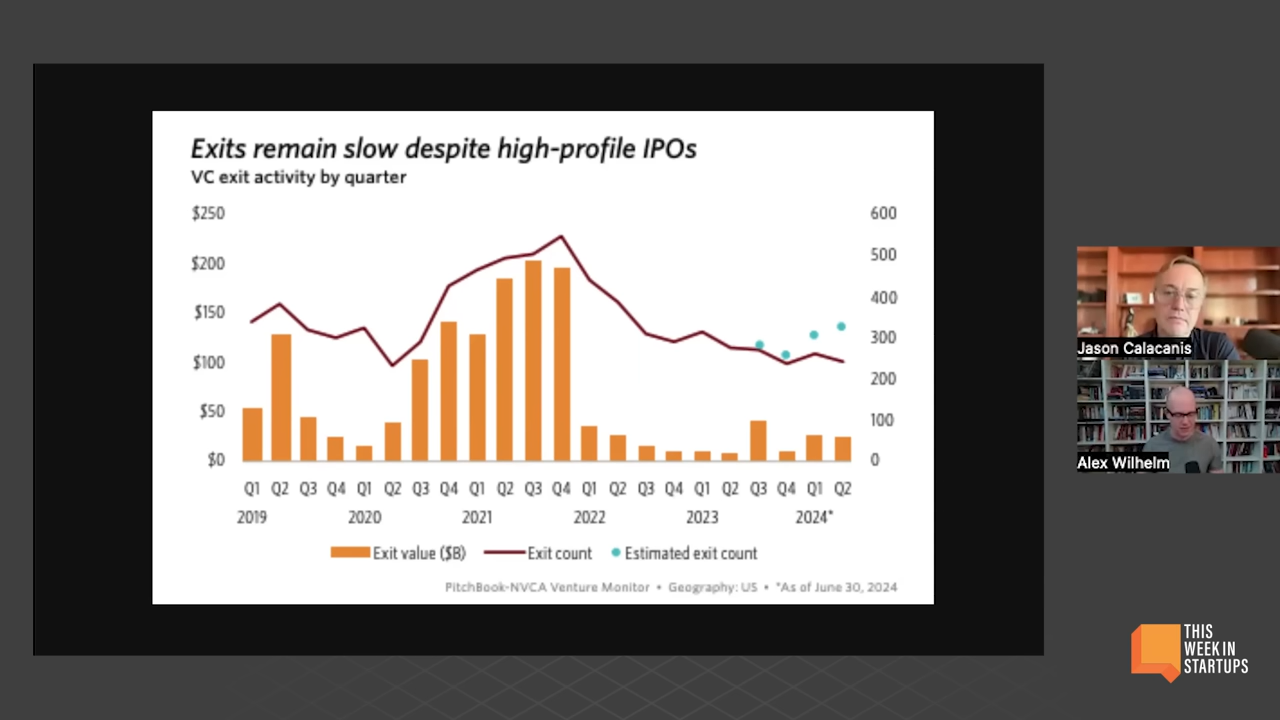 Exits remain slow despite high-profile IPOs
VC exit activity by quarter
$250
$200
$150
$100
$50
$0
600
500
400
300
200
100
0
Q1 Q2 Q3 Q4 Q1 Q2 Q3 Q4 Q1 Q2 Q3 Q4 Q1 Q2 Q3 Q4 Q1 Q2 Q3 Q4 Q1 Q2
2019 2020 2021 2022 2023 2024*
Exit value ($B) Exit count Estimated exit count
PitchBook-NVCA Venture Monitor • Geography: US • *As of June 30, 2024
Jason Calacanis
Alex Wilhelm
THIS
WEEK IN
STARTUPS